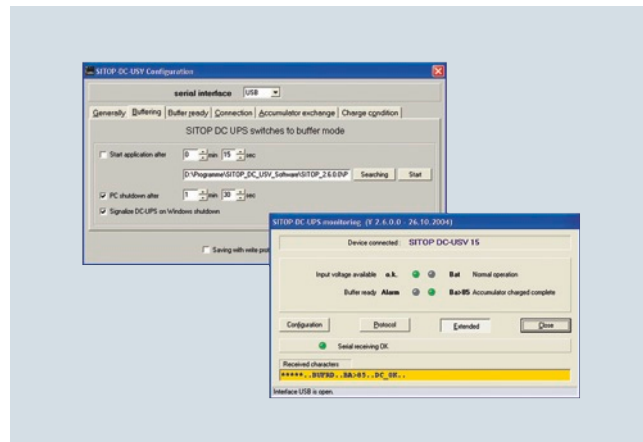 SITOP-DC-USV Configuration
serial interface USB
Generally Buffering Buffer ready Connection Accumulator exchange Charge condition
SITOP DC UPS switches to buffer mode
Start application after 0 min 15 sec
D:\Programme\SITOP_DC_USV_Software\SITOP_2.6.0.0\P Searching Start
PC shutdown after 1 min 30 sec
Signalize DC-UPS on Windows shutdown
Saving with write prot
SITOP-DC-UPS monitoring (V 2.6.0.0 - 26.10.2004)
Device connected: SITOP DC-USV 15
Input voltage available o.k. Bat Normal operation
Buffer ready Alarm Ba>85 Accumulator charged complete
Configuration Protocol Extended Close
Serial receiving OK.
Received characters
*****..BUFRD..BA>85..DC_OK..
Interface USB is open.